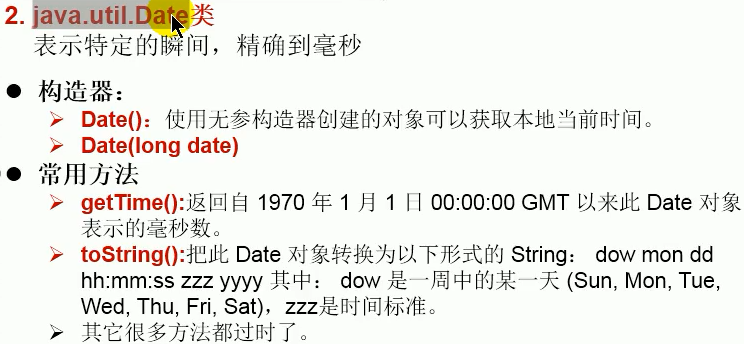 2. java.util.Date类
表示特定的瞬间，精确到毫秒
● 构造器：
➢ Date()：使用无参构造器创建的对象可以获取本地当前时间。
➢ Date(long date)
● 常用方法
➢ getTime():返回自 1970 年 1 月 1 日 00:00:00 GMT 以来此 Date 对象
表示的毫秒数。
➢ toString():把此 Date 对象转换为以下形式的 String： dow mon dd
hh:mm:ss zzz yyyy 其中： dow 是一周中的某一天 (Sun, Mon, Tue,
Wed, Thu, Fri, Sat)，zzz是时间标准。
➢ 其它很多方法都过时了。